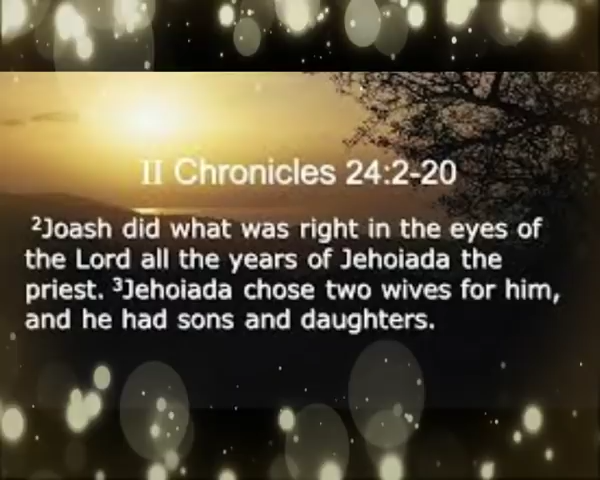 II Chronicles 24:2-20
²Joash did what was right in the eyes of
the Lord all the years of Jehoiada the
priest. ³Jehoiada chose two wives for him,
and he had sons and daughters.